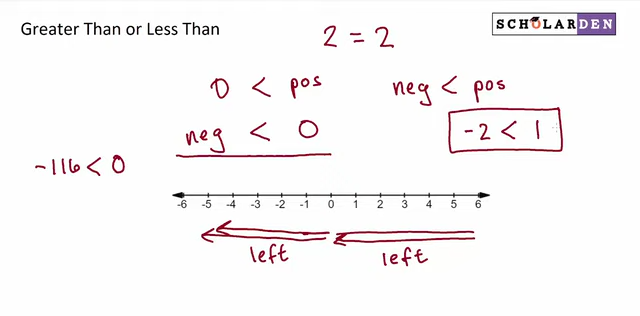 Greater Than or Less Than
2 = 2
SCHOLARDEN
0 < pos
neg < pos
neg < 0
-2 < 1
-116 < 0
-6 -5 -4 -3 -2 -1 0 1 2 3 4 5 6
left
left